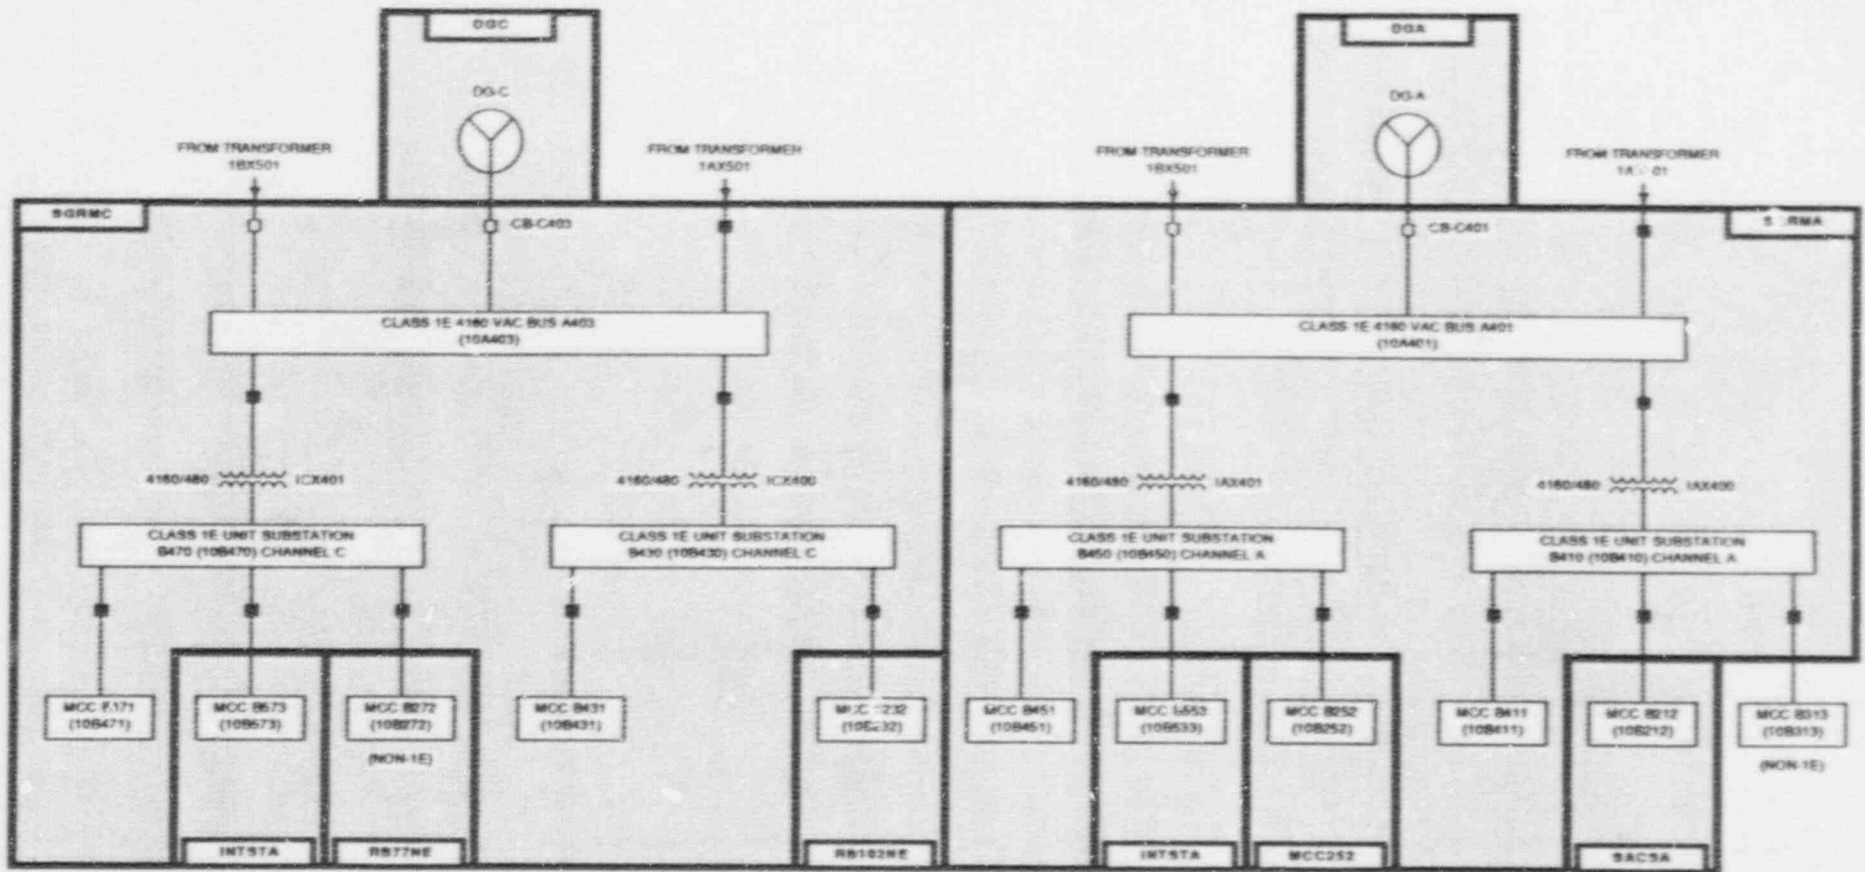 DGC
DGA
DG-C
DG-A
FROM TRANSFORMER
1BX501
FROM TRANSFORMER
1AX501
FROM TRANSFORMER
1BX501
FROM TRANSFORMER
SGRMC
CB-C403
CB-C401
CLASS 1E 4160 VAC BUS A403
(10A403)
CLASS 1E 4160 VAC BUS A401
(10A401)
4160/480
ICX401
4160/480
ICX400
4160/480
IAX401
4160/480
IAX400
CLASS 1E UNIT SUBSTATION
B470 (10B470) CHANNEL C
CLASS 1E UNIT SUBSTATION
B430 (10B430) CHANNEL C
CLASS 1E UNIT SUBSTATION
B450 (10B450) CHANNEL A
CLASS 1E UNIT SUBSTATION
B410 (10B410) CHANNEL A
MCC
(10B471)
MCC B573
(10B573)
MCC B272
(10B272)
(NON-1E)
MCC B431
(10B431)
MCC
MCC B451
(10B451)
MCC B553
(10B533)
MCC B252
(10B252)
MCC B411
(10B411)
MCC B212
(10B212)
MCC B313
(10B313)
(NON-1E)
INTSTA
RB77NE
RB102NE
INTSTA
MCC252
SACSA